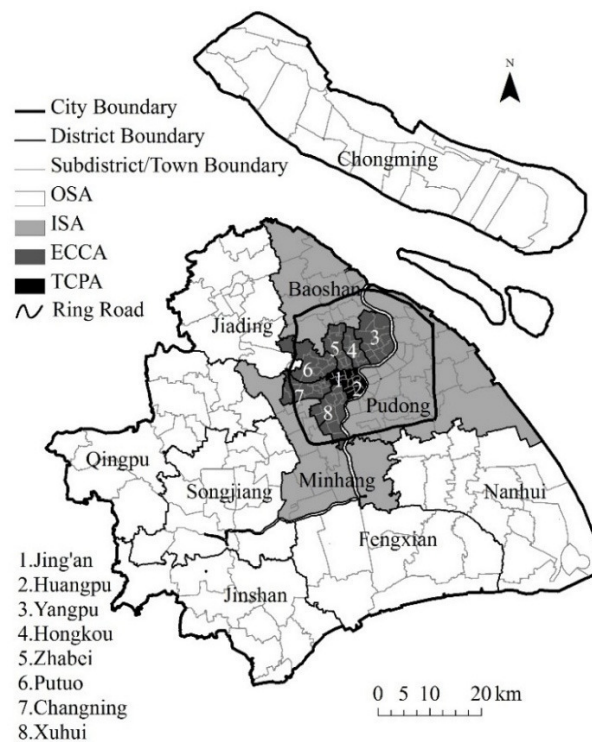 N
City Boundary
District Boundary
Subdistrict/Town Boundary
OSA
ISA
ECCA
TCPA
Ring Road
Chongming
Baoshan
Jiading
3
5 4
6
1
2
7
8
Pudong
Qingpu
Songjiang
Minhang
Nanhui
Fengxian
Jinshan
1.Jing'an
2.Huangpu
3.Yangpu
4.Hongkou
5.Zhabei
6.Putuo
7.Changning
8.Xuhui
0 5 10 20 km